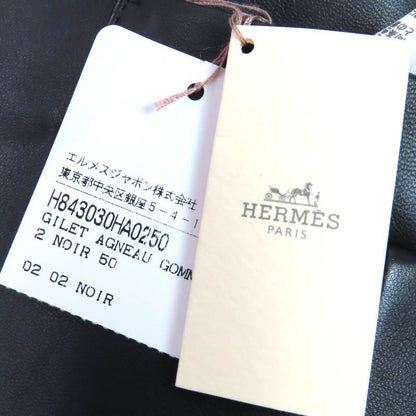 エルメスジャポン株式会社
東京都中央区銀座5-4-1
H843030HA0250
GILET AGNEAU GOMM
2 NOIR 50
02 02 NOIR
HERMÈS
PARIS